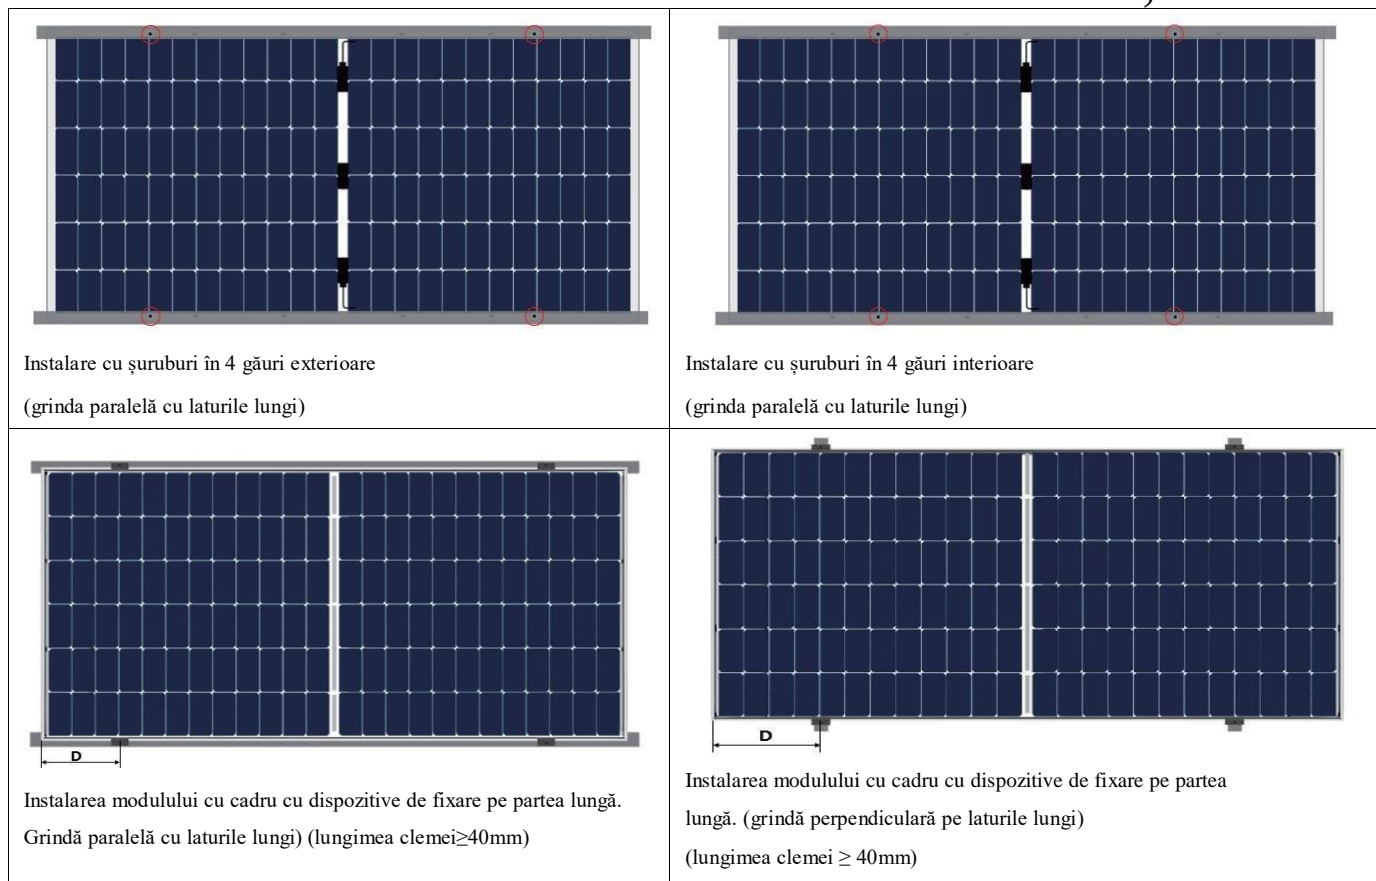 Instalare cu șuruburi în 4 găuri exterioare
(grinda paralelă cu laturile lungi)
Instalare cu șuruburi în 4 găuri interioare
(grinda paralelă cu laturile lungi)
D
Instalarea modulului cu cadru cu dispozitive de fixare pe partea lungă.
Grindă paralelă cu laturile lungi) (lungimea clemei≥40mm)
D
Instalarea modulului cu cadru cu dispozitive de fixare pe partea
lungă. (grindă perpendiculară pe laturile lungi)
(lungimea clemei ≥ 40mm)